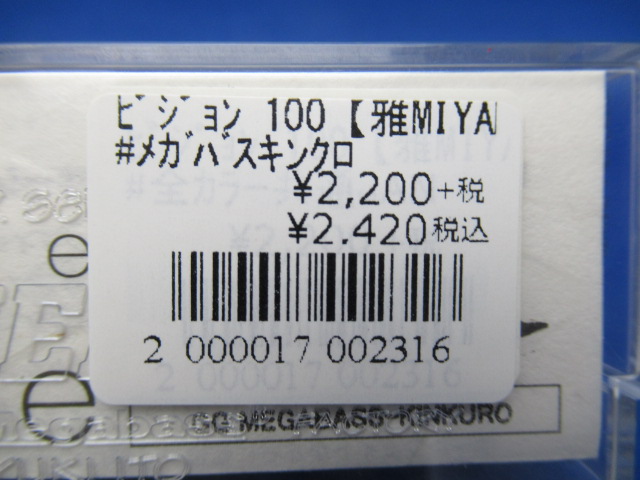 ビジョン 100【雅MIYA
#メガバスキンクロ
¥2,200+税
¥2,420税込
2 000017 002316
GG MEGABASS KINKURO